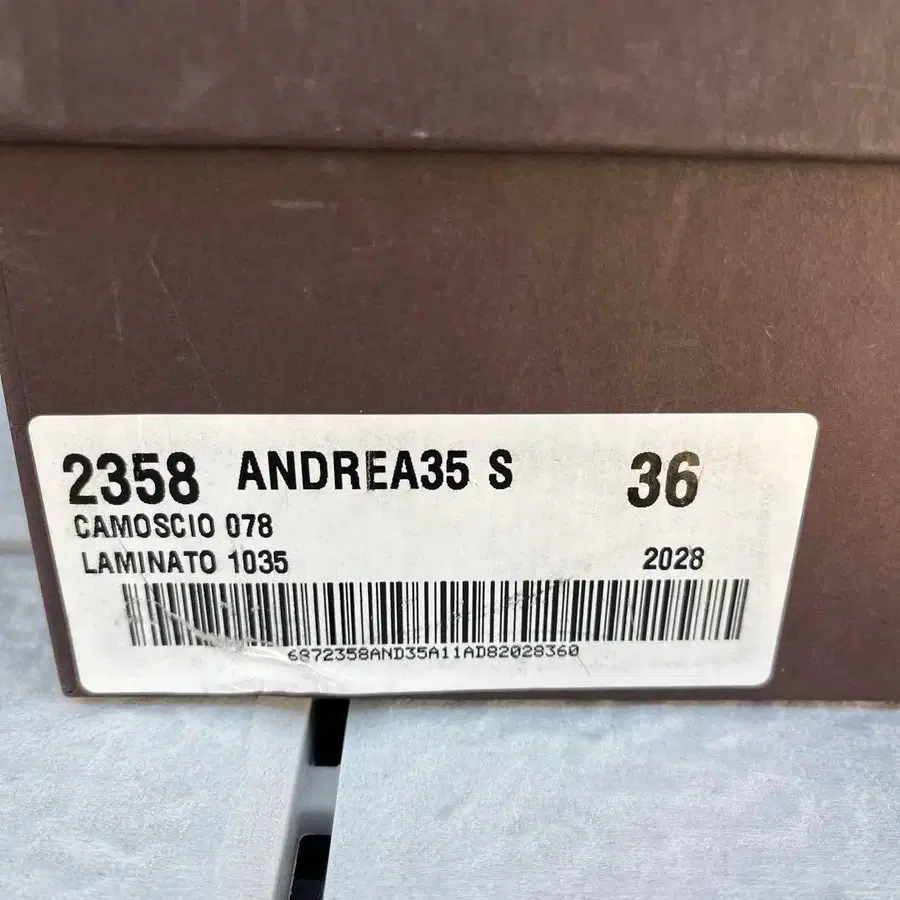 2358 ANDREA35 S 36
CAMOSCIO 078
LAMINATO 1035 2028
6872358AND35A11AD82028360